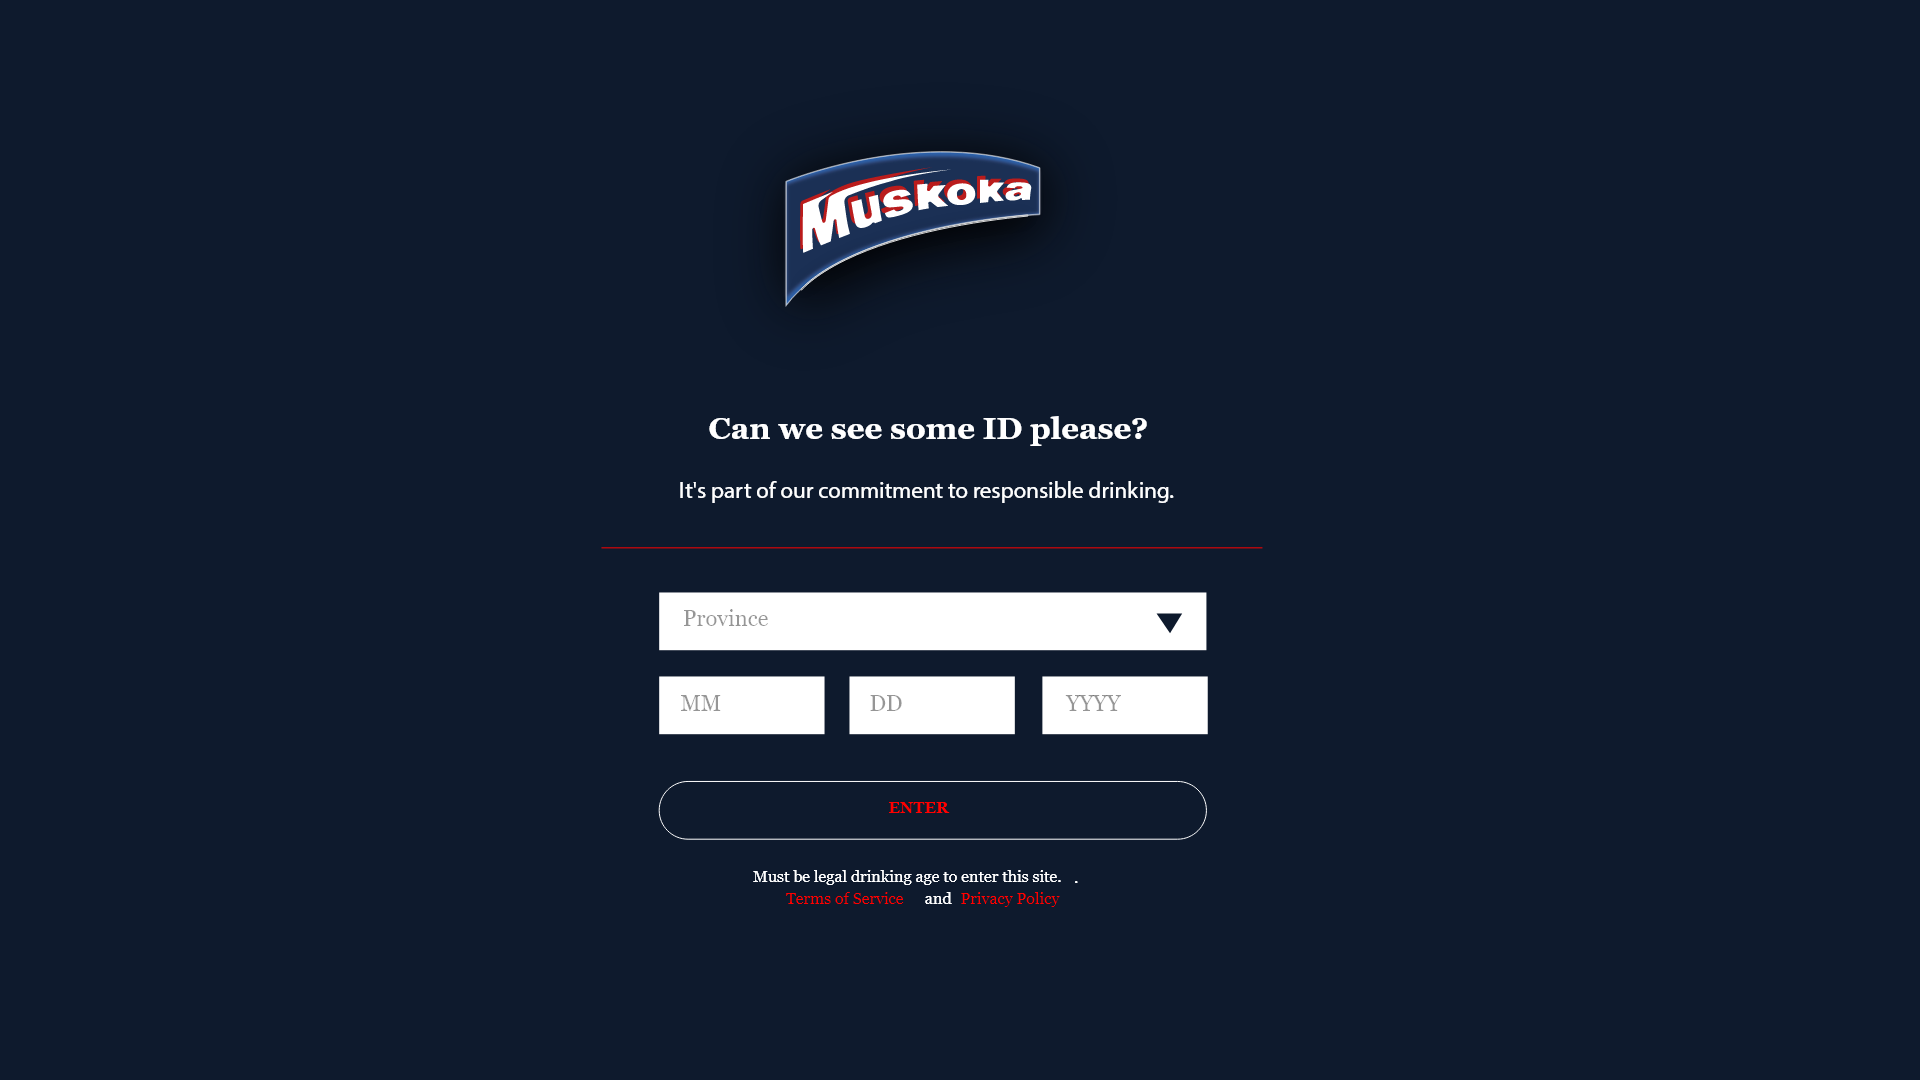 Muskoka
Can we see some ID please?
It's part of our commitment to responsible drinking.
Province
MM DD YYYY
ENTER
Must be legal drinking age to enter this site. .
Terms of Service and Privacy Policy